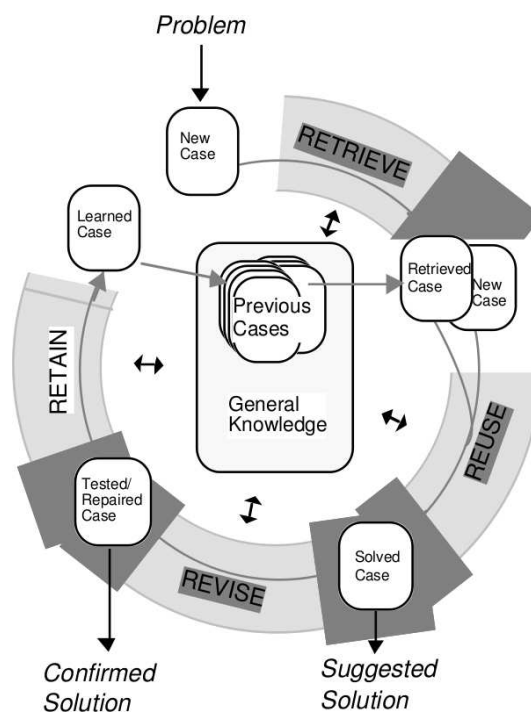 Problem
New
Case
RETRIEVE
Learned
Case
Retrieved
Case
New
Case
Previous
Cases
General
Knowledge
RETAIN
REUSE
Tested/
Repaired
Case
Solved
Case
REVISE
Confirmed
Solution
Suggested
Solution